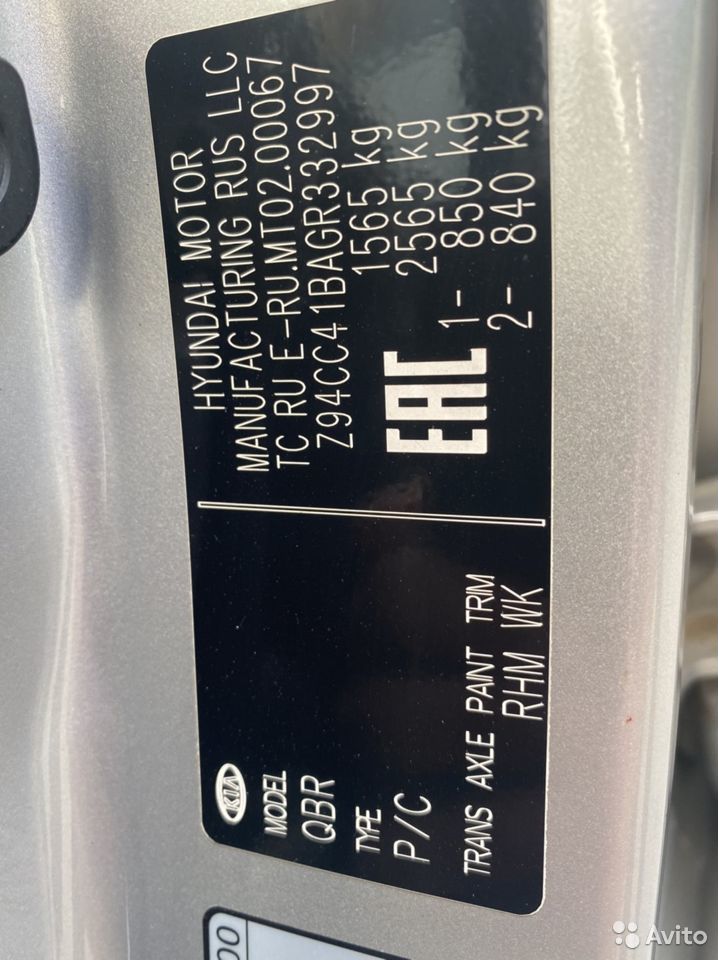 HYUNDAI MOTOR
MANUFACTURING RUS LLC
TC RU E-RU.MT02.00067
Z94CC41BAGR332997
1565 kg
2565 kg
1- 850 kg
2- 840 kg
EAC
KIA
MODEL
QBR
TYPE
P/C
TRANS AXLE PAINT TRIM
RHM WK
00
Avito